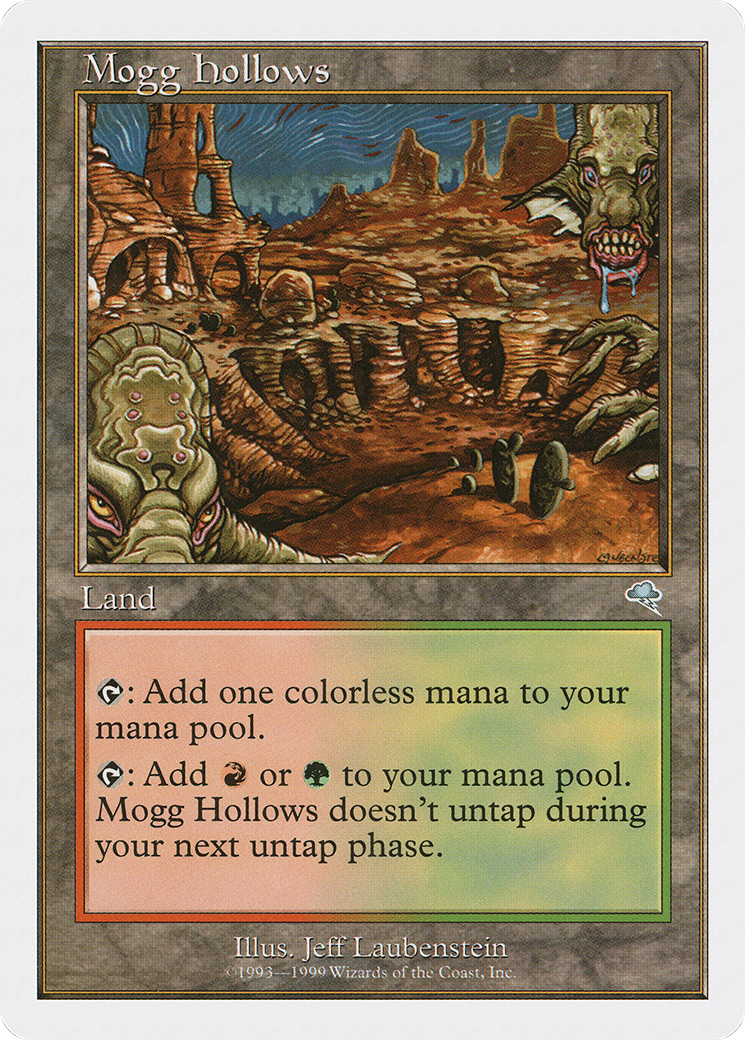 Mogg Hollows
Land
: Add one colorless mana to your
mana pool.
: Add or to your mana pool.
Mogg Hollows doesn't untap during
your next untap phase.
Illus. Jeff Laubenstein
©1993—1999 Wizards of the Coast, Inc.